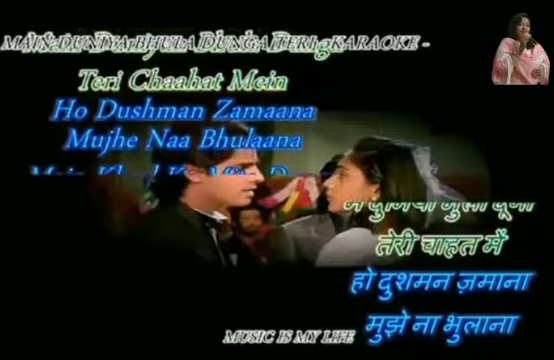 MAIN DUNIYA BHULA DUNGA TERI @ KARAOKE -
Teri Chaahat Mein
Ho Dushman Zamaana
Mujhe Naa Bhulaana
तेरी चाहत में
हो दुशमन ज़माना
मुझे ना भुलाना
MUSIC IS MY LIFE